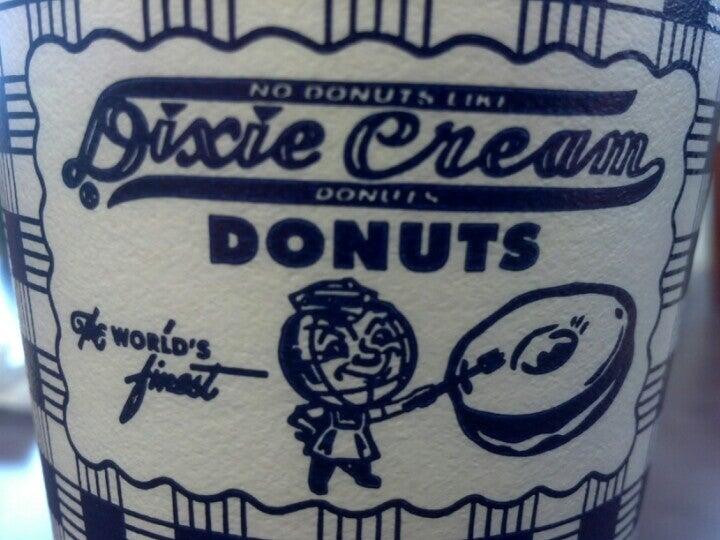 NO DONUTS LIKE
Dixie Cream
®
DONUTS
DONUTS
The WORLD'S
finest